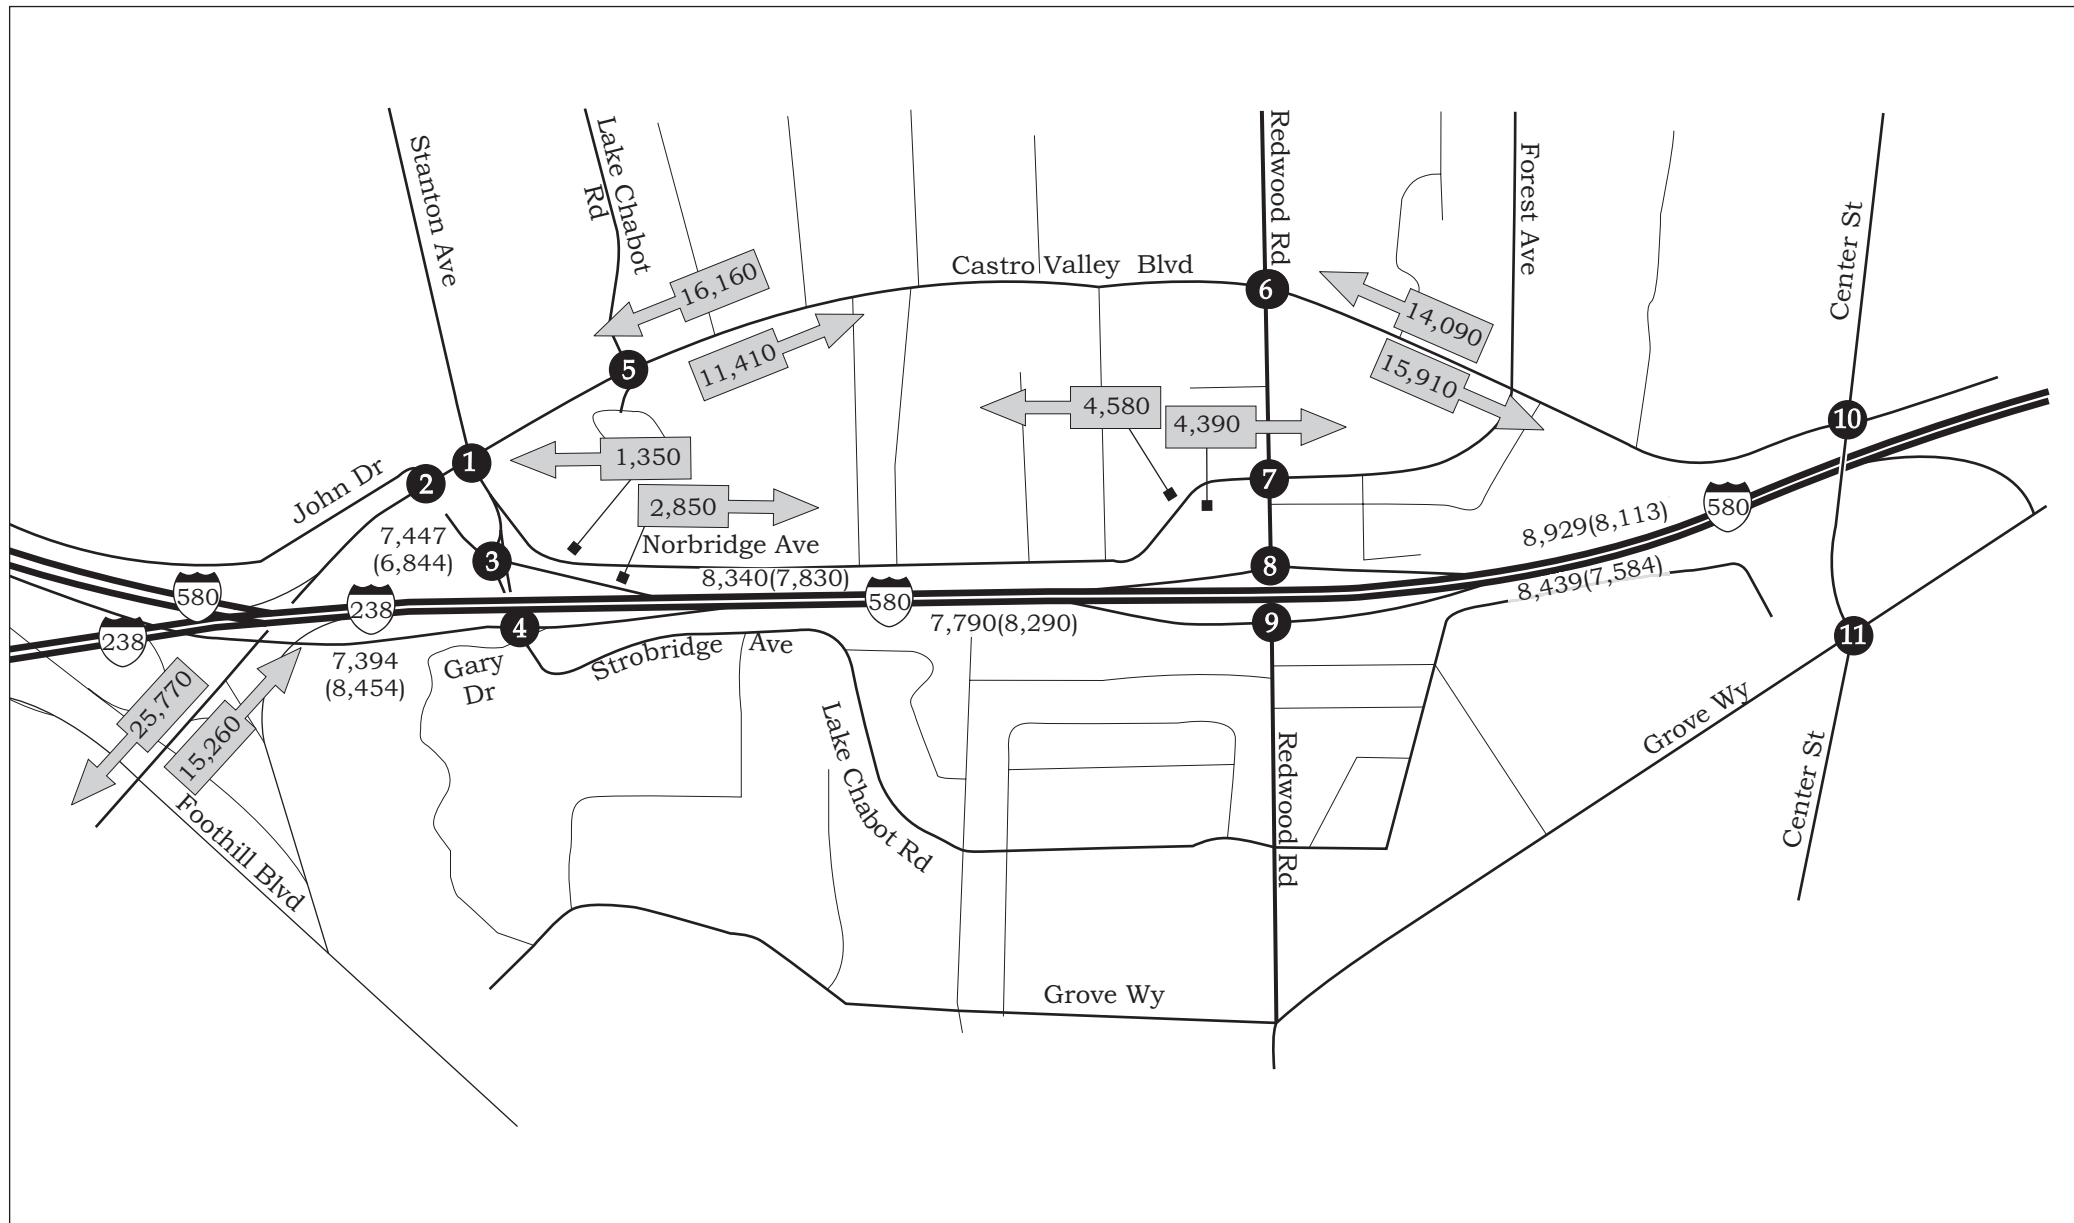 Stanton Ave
Lake Chabot
Rd
Redwood Rd
Forest Ave
Center St
Castro Valley Blvd
16,160
11,410
6
14,090
15,910
5
4,580
4,390
10
1
John Dr
2
1,350
2,850
7
7,447
(6,844)
3
Norbridge Ave
8,340(7,830)
8
8,929(8,113)
580
580
238
580
8,439(7,584)
238
4
7,790(8,290)
9
11
7,394
(8,454)
Gary
Dr
Strobridge Ave
25,770
15,260
Lake Chabot Rd
Redwood Rd
Grove Wy
Center St
Foothill Blvd
Grove Wy